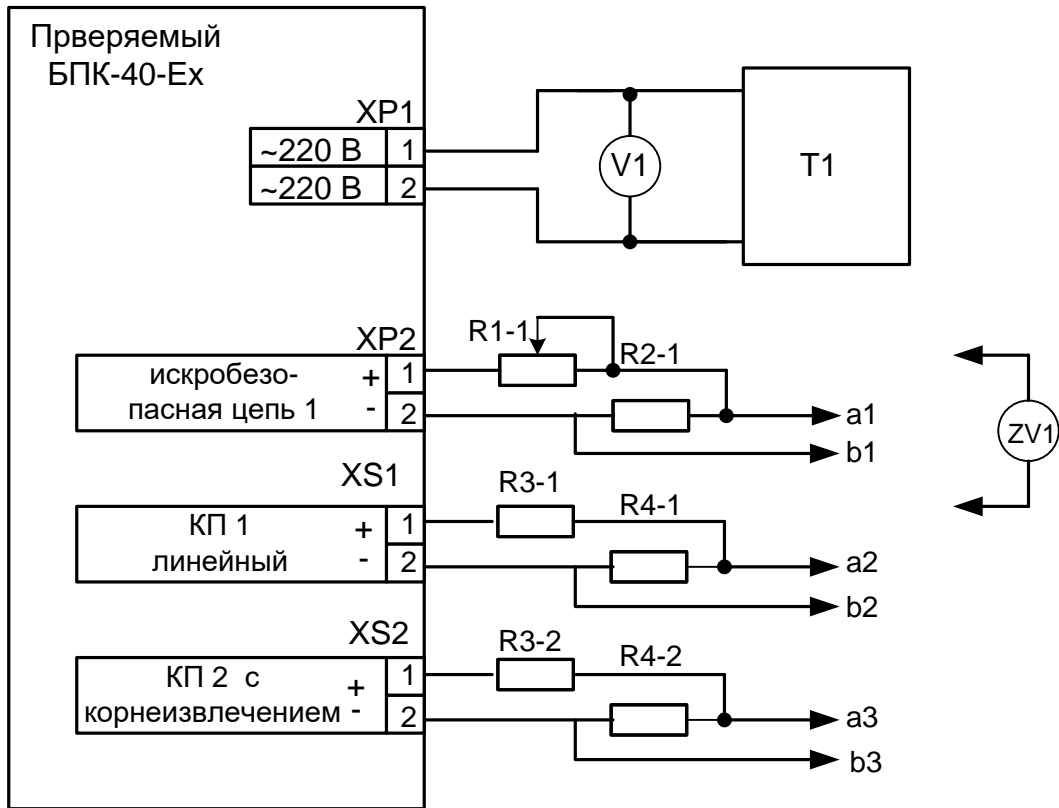 Прверяемый
БПК-40-Ех
XP1
~220 В 1
~220 В 2
V1
T1
XP2
R1-1
R2-1
искробезо-
пасная цепь 1
+ 1
- 2
a1
b1
ZV1
XS1
R3-1
R4-1
КП 1
линейный
+ 1
- 2
a2
b2
XS2
R3-2
R4-2
КП 2 с
корнеизвлечением
+ 1
- 2
a3
b3